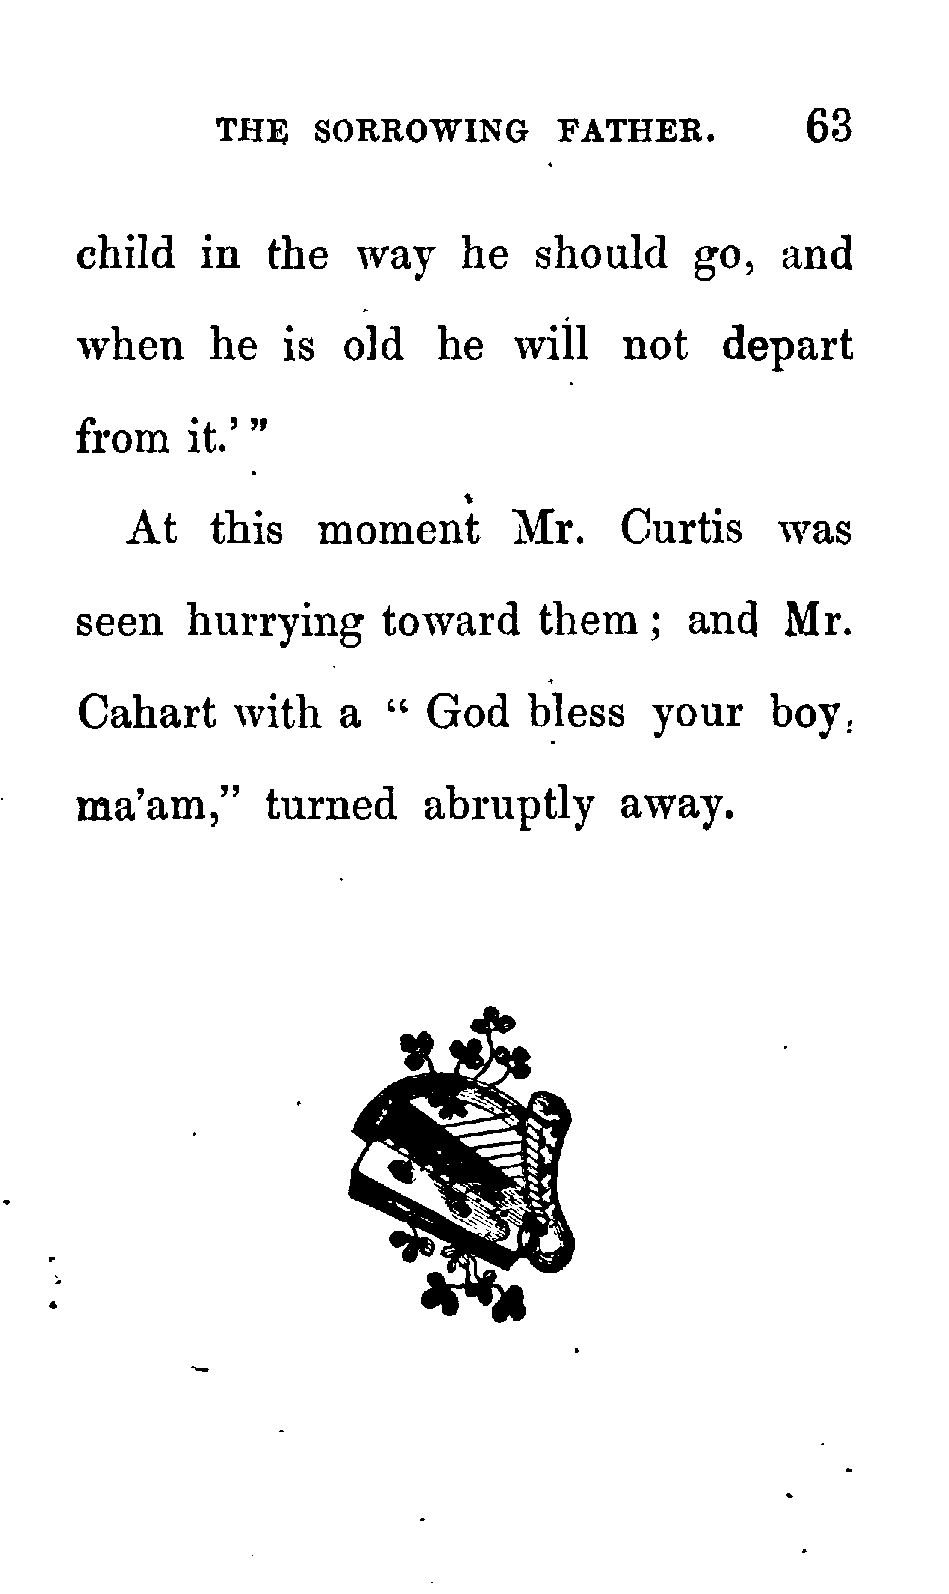 THE SORROWING FATHER. 63
child in the way he should go, and
when he is old he will not depart
from it.’ ”
At this moment Mr. Curtis was
seen hurrying toward them ; and Mr.
Cahart with a “ God bless your boy,
ma’am,” turned abruptly away.